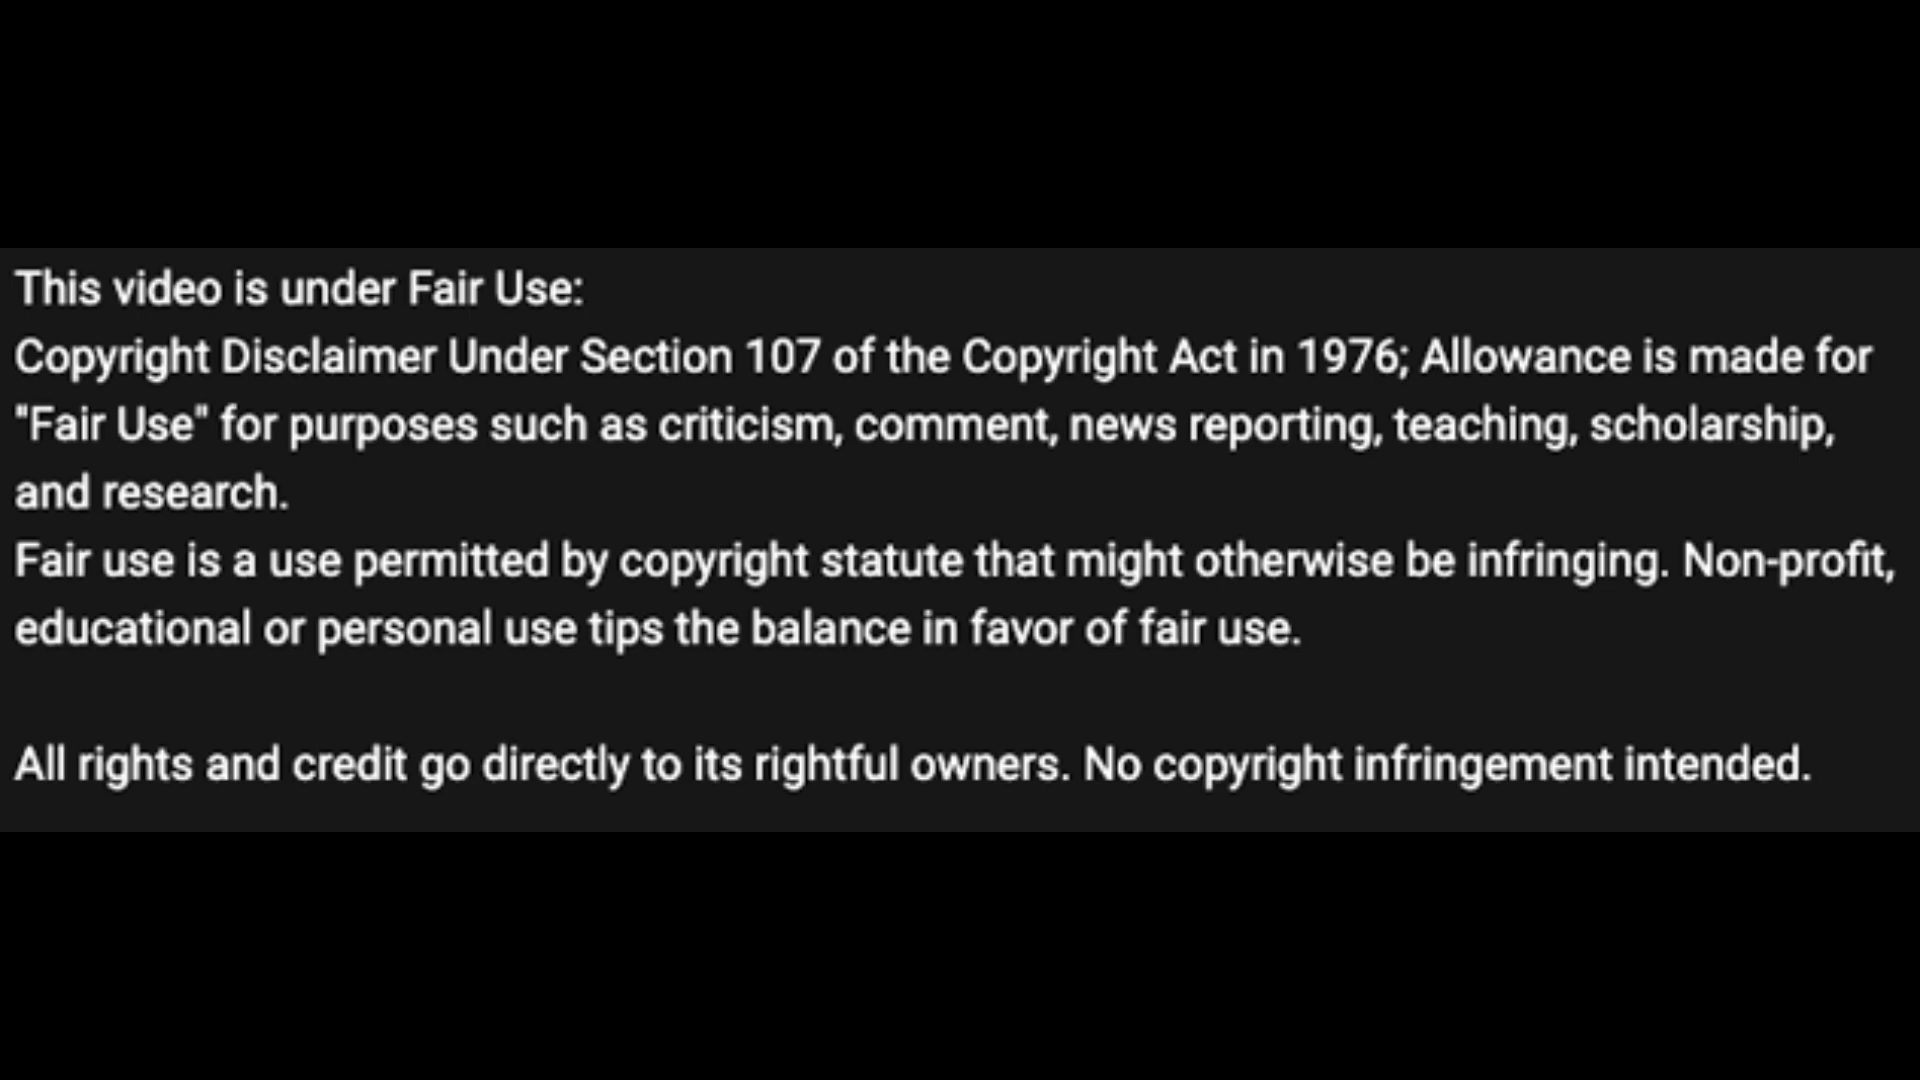 This video is under Fair Use:
Copyright Disclaimer Under Section 107 of the Copyright Act in 1976; Allowance is made for
"Fair Use" for purposes such as criticism, comment, news reporting, teaching, scholarship,
and research.
Fair use is a use permitted by copyright statute that might otherwise be infringing. Non-profit,
educational or personal use tips the balance in favor of fair use.
All rights and credit go directly to its rightful owners. No copyright infringement intended.